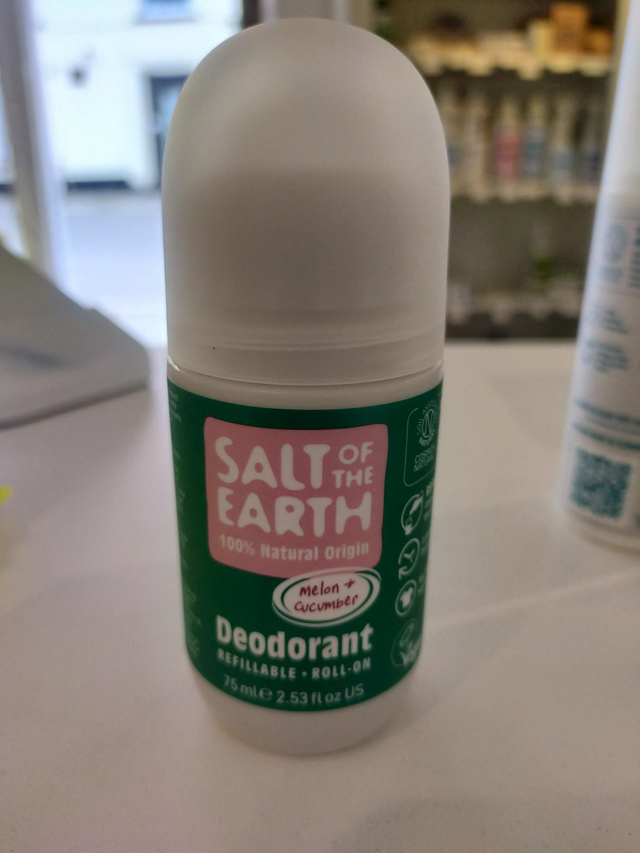 SALT OF
THE
EARTH
100% Natural Origin
melon +
cucumber
Deodorant
REFILLABLE • ROLL-ON
75 ml ℮ 2.53 fl oz US